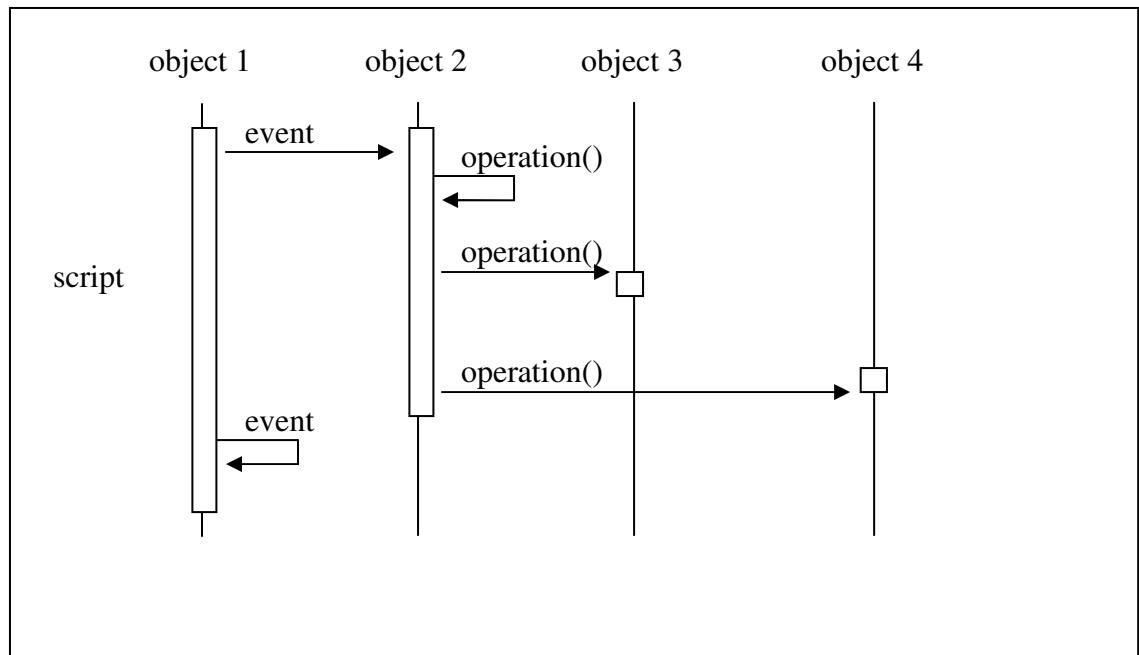 object 1 object 2 object 3 object 4
event
operation()
operation()
script
operation()
event